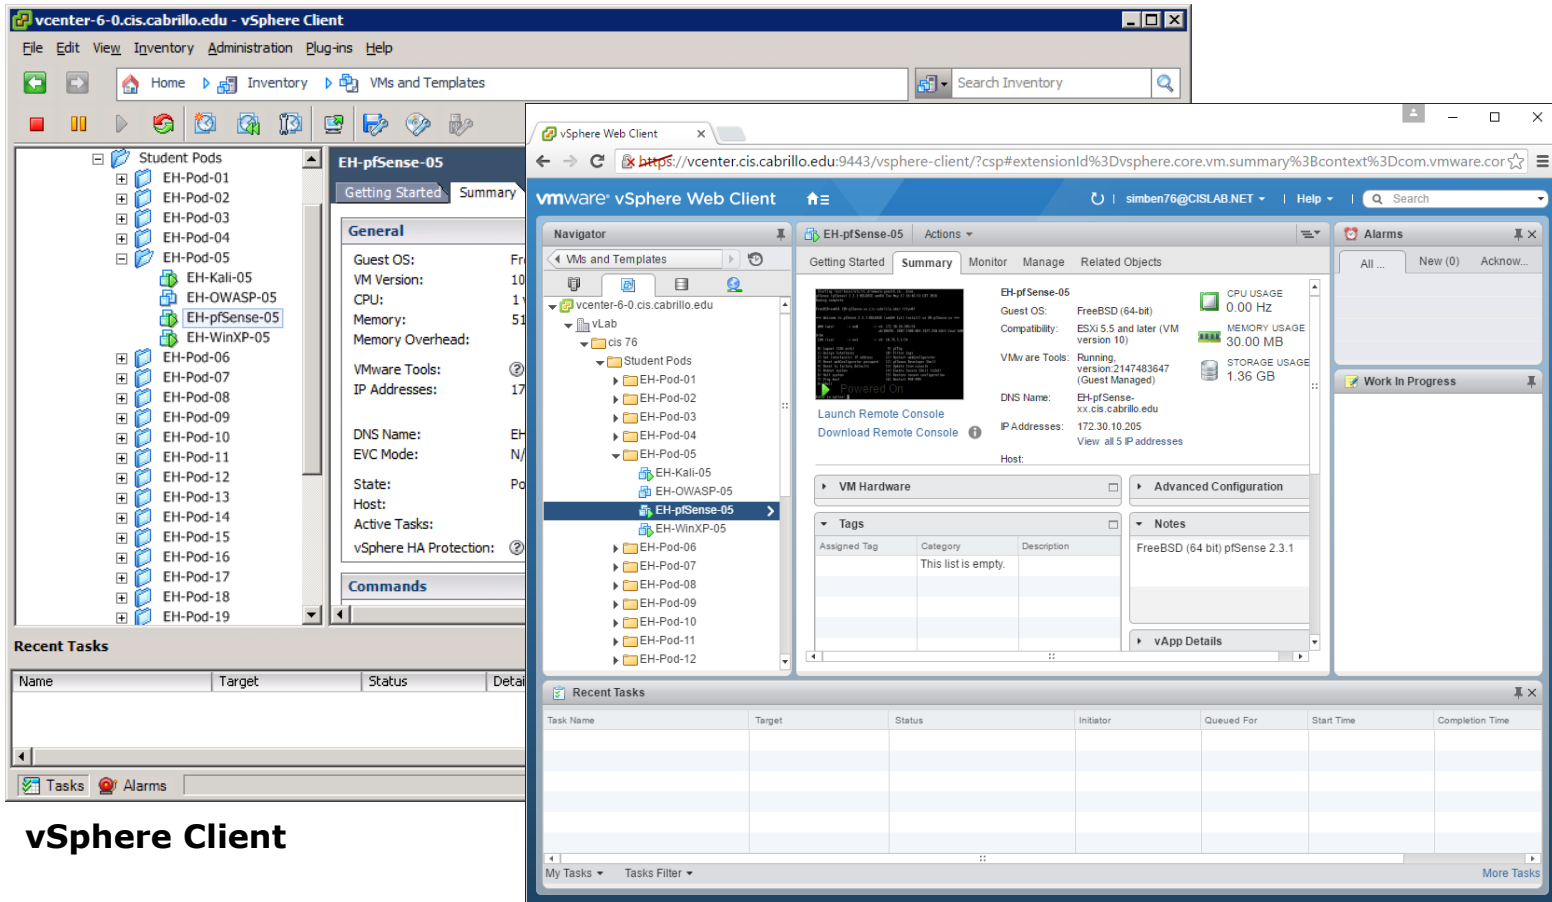 vcenter-6-0.cis.cabrillo.edu - vSphere Client
File Edit View Inventory Administration Plug-ins Help
Home Inventory VMs and Templates
Search Inventory
Student Pods
EH-Pod-01
EH-Pod-02
EH-Pod-03
EH-Pod-04
EH-Pod-05
EH-Kali-05
EH-OWASP-05
EH-pfSense-05
EH-WinXP-05
EH-Pod-06
EH-Pod-07
EH-Pod-08
EH-Pod-09
EH-Pod-10
EH-Pod-11
EH-Pod-12
EH-Pod-13
EH-Pod-14
EH-Pod-15
EH-Pod-16
EH-Pod-17
EH-Pod-18
EH-Pod-19
EH-pfSense-05
Getting Started Summary
General
Guest OS: Fr
VM Version: 10
CPU: 1 v
Memory: 51
Memory Overhead:
VMware Tools:
IP Addresses: 17
DNS Name: EH
EVC Mode: N/
State: Po
Host:
Active Tasks:
vSphere HA Protection:
Commands
Recent Tasks
Name Target Status Detai
Tasks Alarms
vSphere Client
vSphere Web Client
https://vcenter.cis.cabrillo.edu:9443/vsphere-client/?csp#extensionId%3Dvsphere.core.vm.summary%3Bcontext%3Dcom.vmware.cor
vmware vSphere Web Client
simben76@CISLAB.NET Help Search
Navigator
VMs and Templates
vcenter-6-0.cis.cabrillo.edu
vLab
cis 76
Student Pods
EH-Pod-01
EH-Pod-02
EH-Pod-03
EH-Pod-04
EH-Pod-05
EH-Kali-05
EH-OWASP-05
EH-pfSense-05
EH-WinXP-05
EH-Pod-06
EH-Pod-07
EH-Pod-08
EH-Pod-09
EH-Pod-10
EH-Pod-11
EH-Pod-12
EH-pfSense-05 Actions
Getting Started Summary Monitor Manage Related Objects
Powered On
Launch Remote Console
Download Remote Console
EH-pfSense-05
Guest OS: FreeBSD (64-bit)
Compatibility: ESXi 5.5 and later (VM
version 10)
VMware Tools: Running,
version:2147483647
(Guest Managed)
DNS Name: EH-pfSense-
xx.cis.cabrillo.edu
IP Addresses: 172.30.10.205
View all 5 IP addresses
Host:
CPU USAGE
0.00 Hz
MEMORY USAGE
30.00 MB
STORAGE USAGE
1.36 GB
VM Hardware
Tags
Assigned Tag Category Description
This list is empty.
Advanced Configuration
Notes
FreeBSD (64 bit) pfSense 2.3.1
vApp Details
Alarms
All ... New (0) Acknow...
Work In Progress
Recent Tasks
Task Name Target Status Initiator Queued For Start Time Completion Time
My Tasks Tasks Filter More Tasks